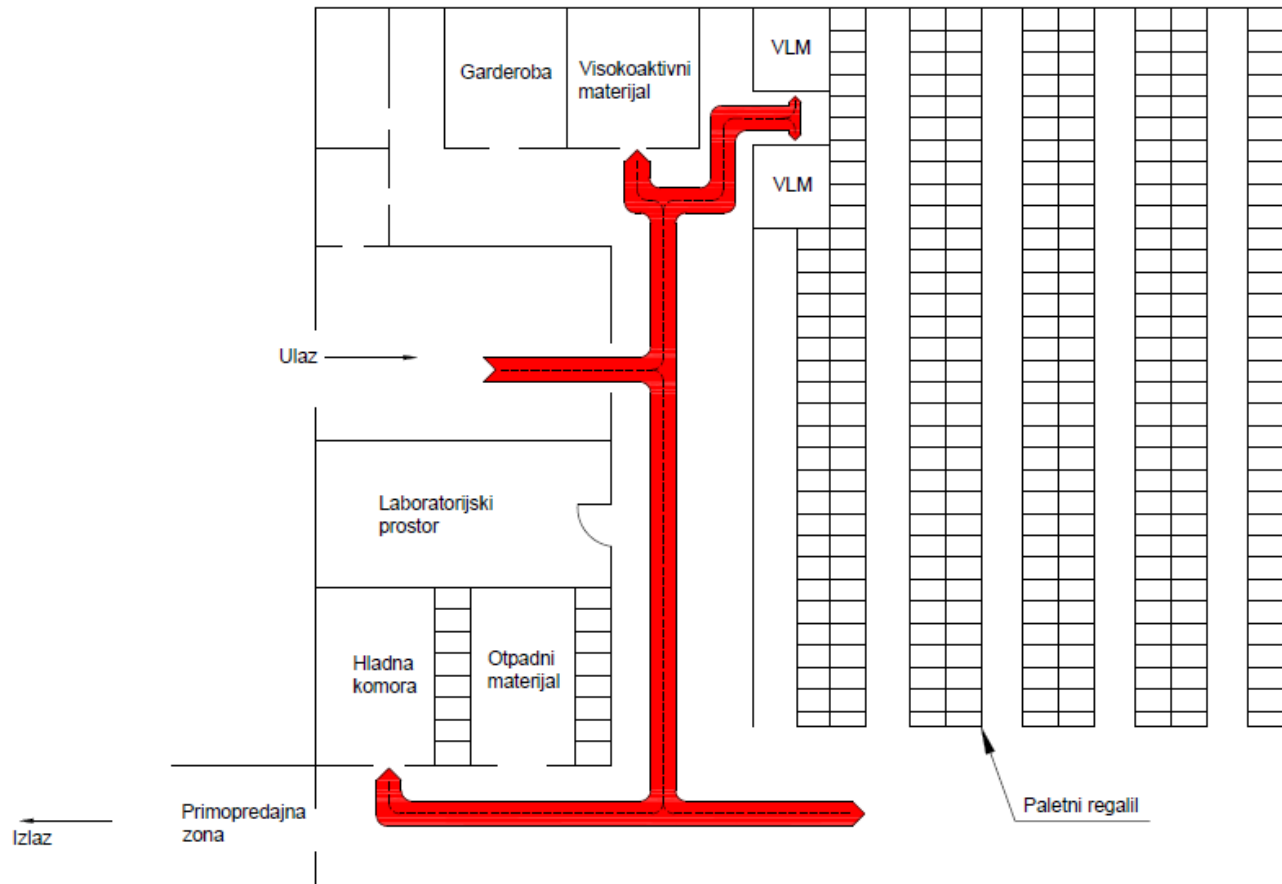 Garderoba
Visokoaktivni
materijal
VLM
VLM
Ulaz
Laboratorijski
prostor
Hladna
komora
Otpadni
materijal
Primopredajna
zona
Izlaz
Paletni regalil